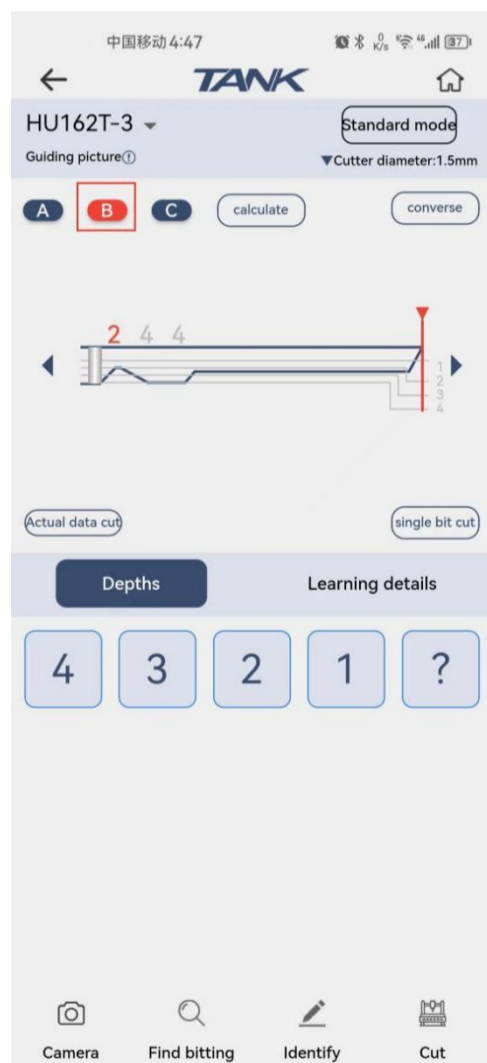 中国移动 4:47
0
K/s
46
37
TANK
HU162T-3
Standard mode
Guiding picture
▼Cutter diameter:1.5mm
A B C calculate converse
2 4 4
1
2
3
4
Actual data cut
single bit cut
Depths
Learning details
4 3 2 1 ?
Camera
Find bitting
Identify
Cut